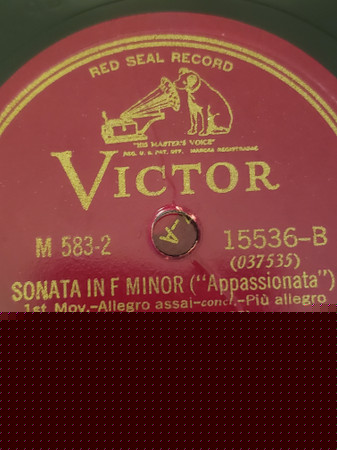 RED SEAL RECORD
"HIS MASTER'S VOICE"
REG. U. S. PAT. OFF. MARCAS REGISTRADAS
VICTOR
M 583-2
15536-B
(037535)
SONATA IN F MINOR ("Appassionata")
1st Mov.-Allegro assai-concl.-Più allegro